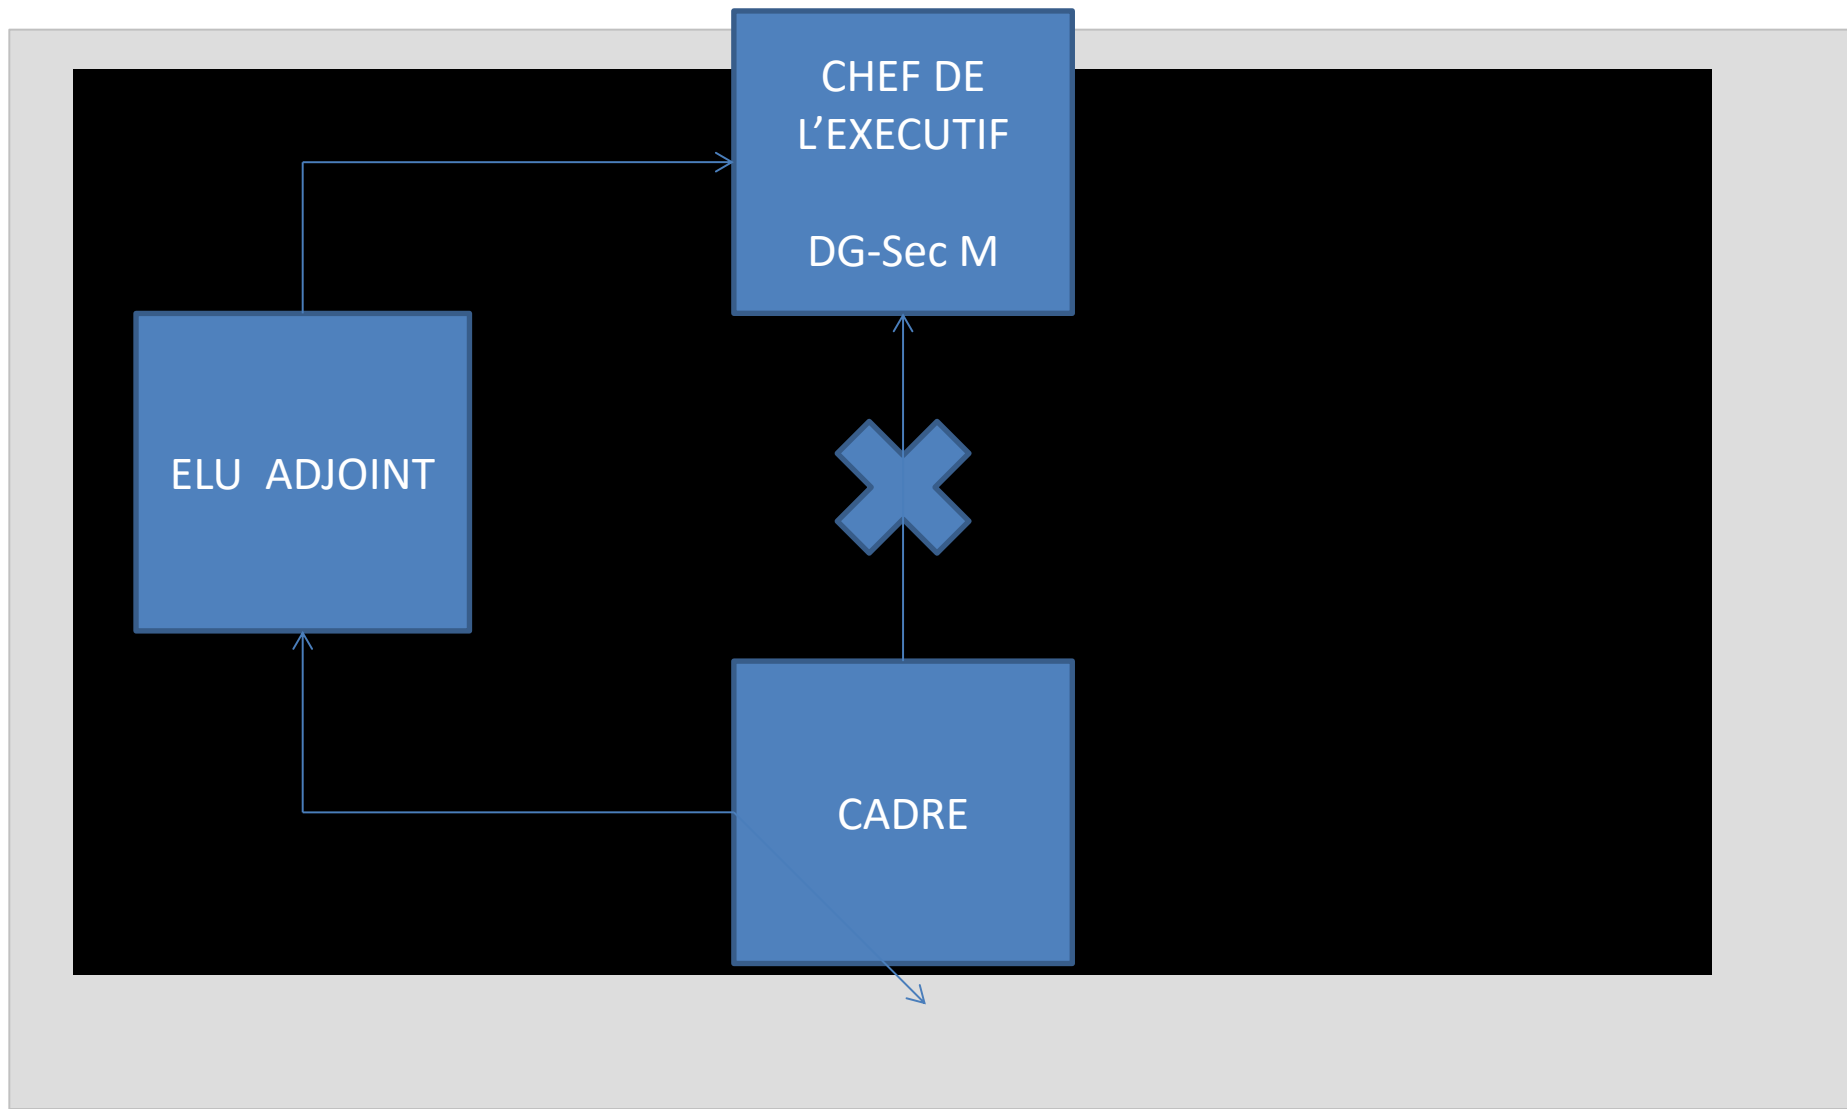 CHEF DE
L’EXECUTIF
DG-Sec M
ELU ADJOINT
CADRE